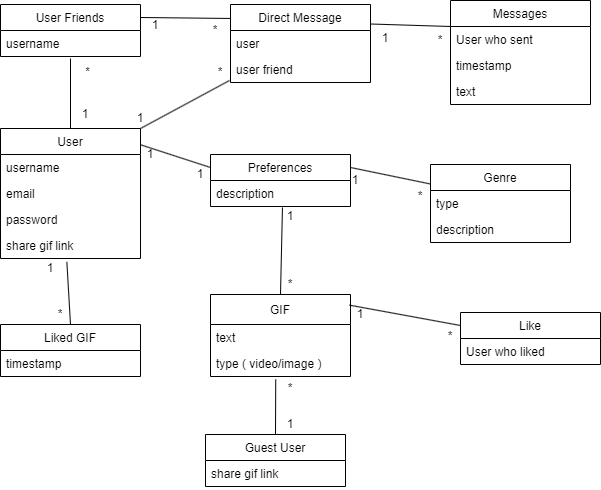 User Friends
username
1
*
Direct Message
user
user friend
1
*
Messages
User who sent
timestamp
text
*
1
*
1
User
username
email
password
share gif link
1
1
Preferences
description
1
*
Genre
type
description
1
*
Liked GIF
timestamp
1
*
GIF
text
type ( video/image )
1
*
Like
User who liked
*
1
Guest User
share gif link